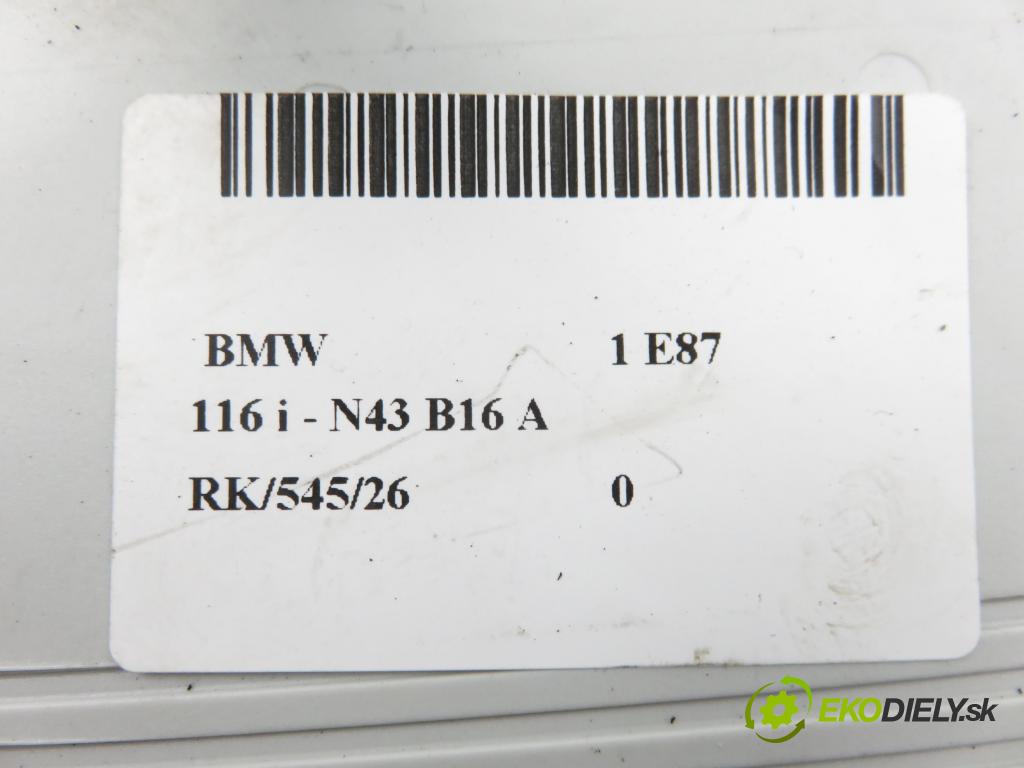 BMW 1 E87
116 i - N43 B16 A
RK/545/26 0
EKODIELY.sk